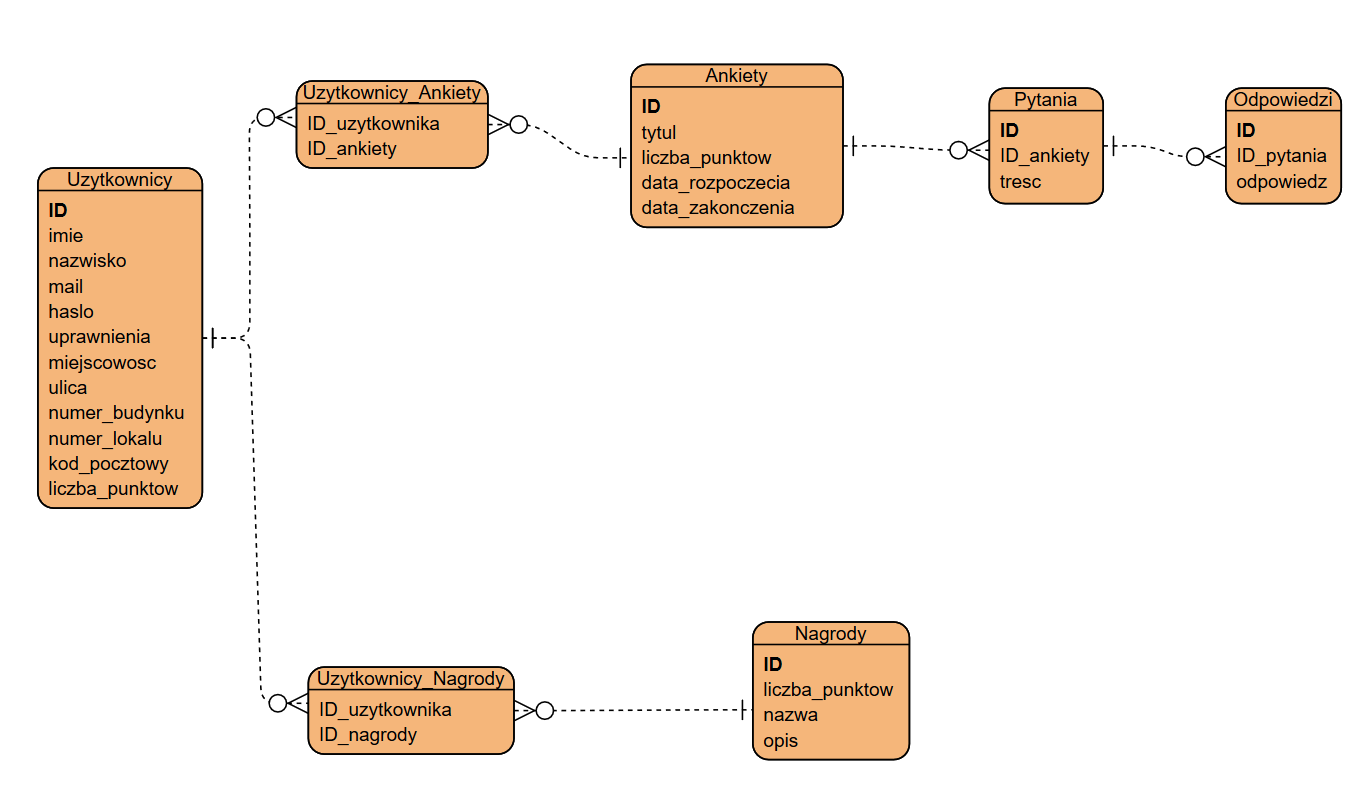 Uzytkownicy
ID
imie
nazwisko
mail
haslo
uprawnienia
miejscowosc
ulica
numer_budynku
numer_lokalu
kod_pocztowy
liczba_punktow
Uzytkownicy_Ankiety
ID_uzytkownika
ID_ankiety
Ankiety
ID
tytul
liczba_punktow
data_rozpoczecia
data_zakonczenia
Pytania
ID
ID_ankiety
tresc
Odpowiedzi
ID
ID_pytania
odpowiedz
Uzytkownicy_Nagrody
ID_uzytkownika
ID_nagrody
Nagrody
ID
liczba_punktow
nazwa
opis